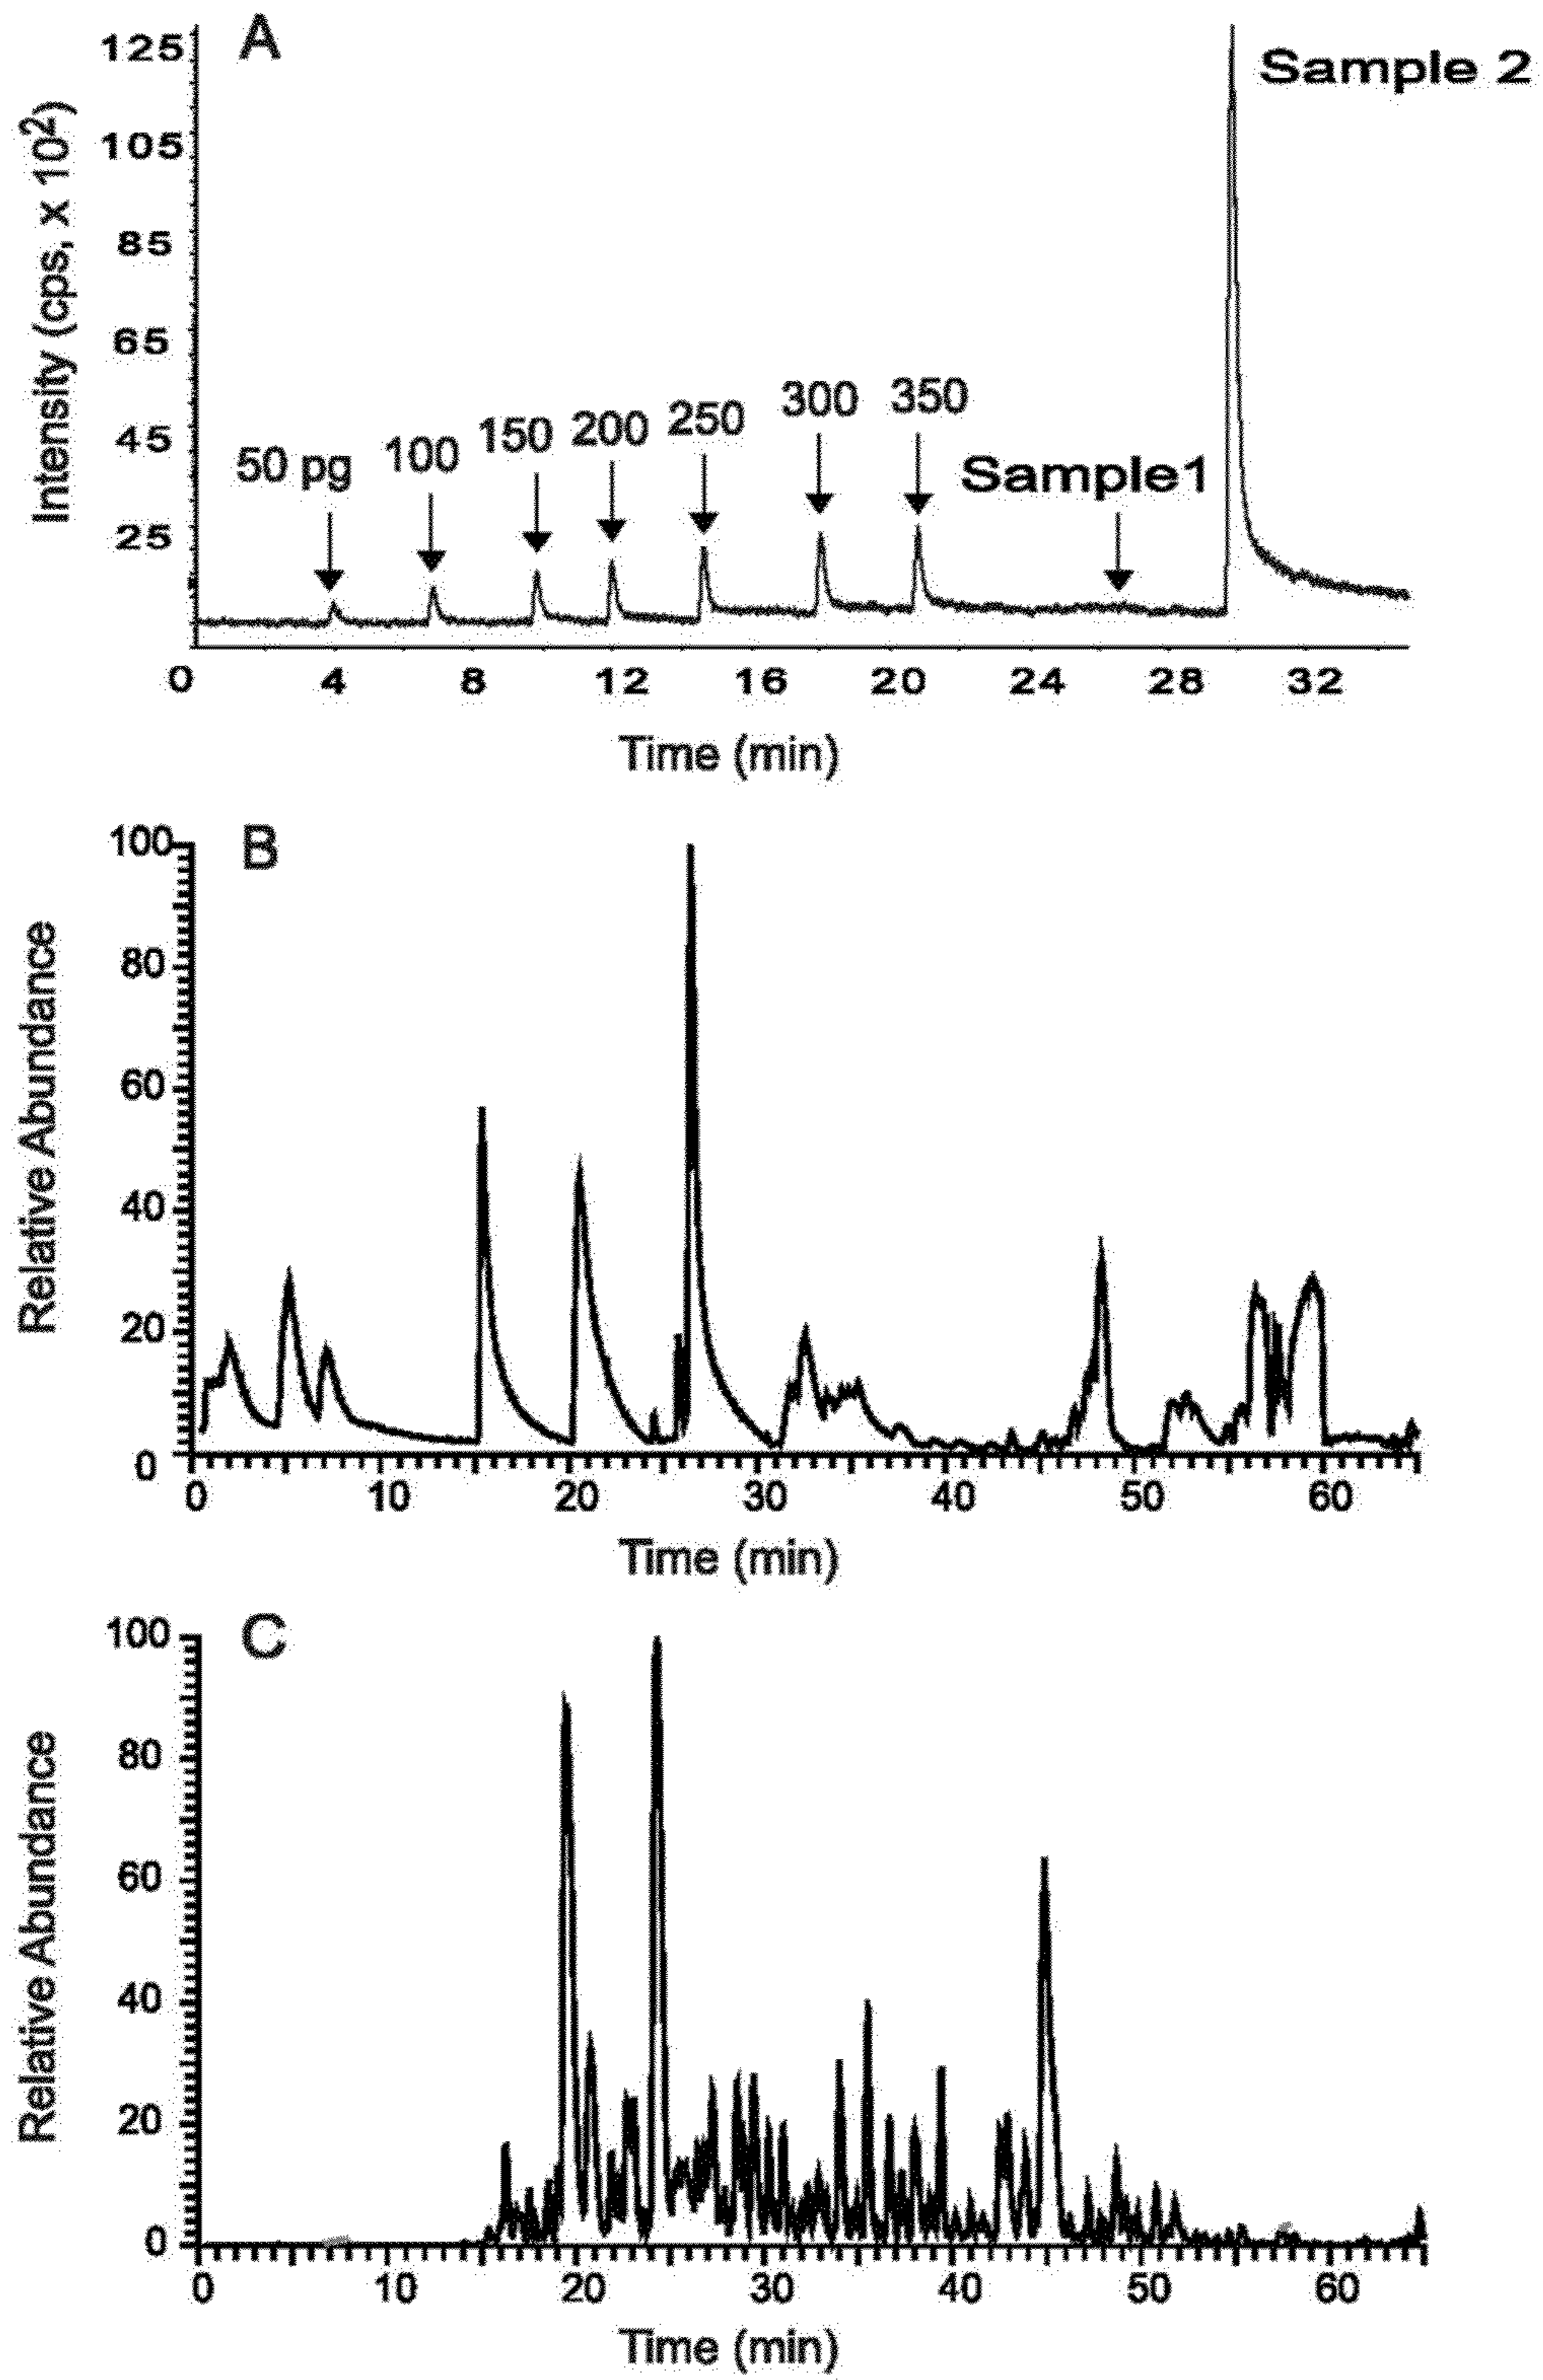 A
125
105
85
65
45
25
Intensity (cps, x 10²)
Sample 2
50 pg 100 150 200 250 300 350
Sample1
0 4 8 12 16 20 24 28 32
Time (min)
B
100
80
60
40
20
0
Relative Abundance
0 10 20 30 40 50 60
Time (min)
C
100
80
60
40
20
0
Relative Abundance
0 10 20 30 40 50 60
Time (min)